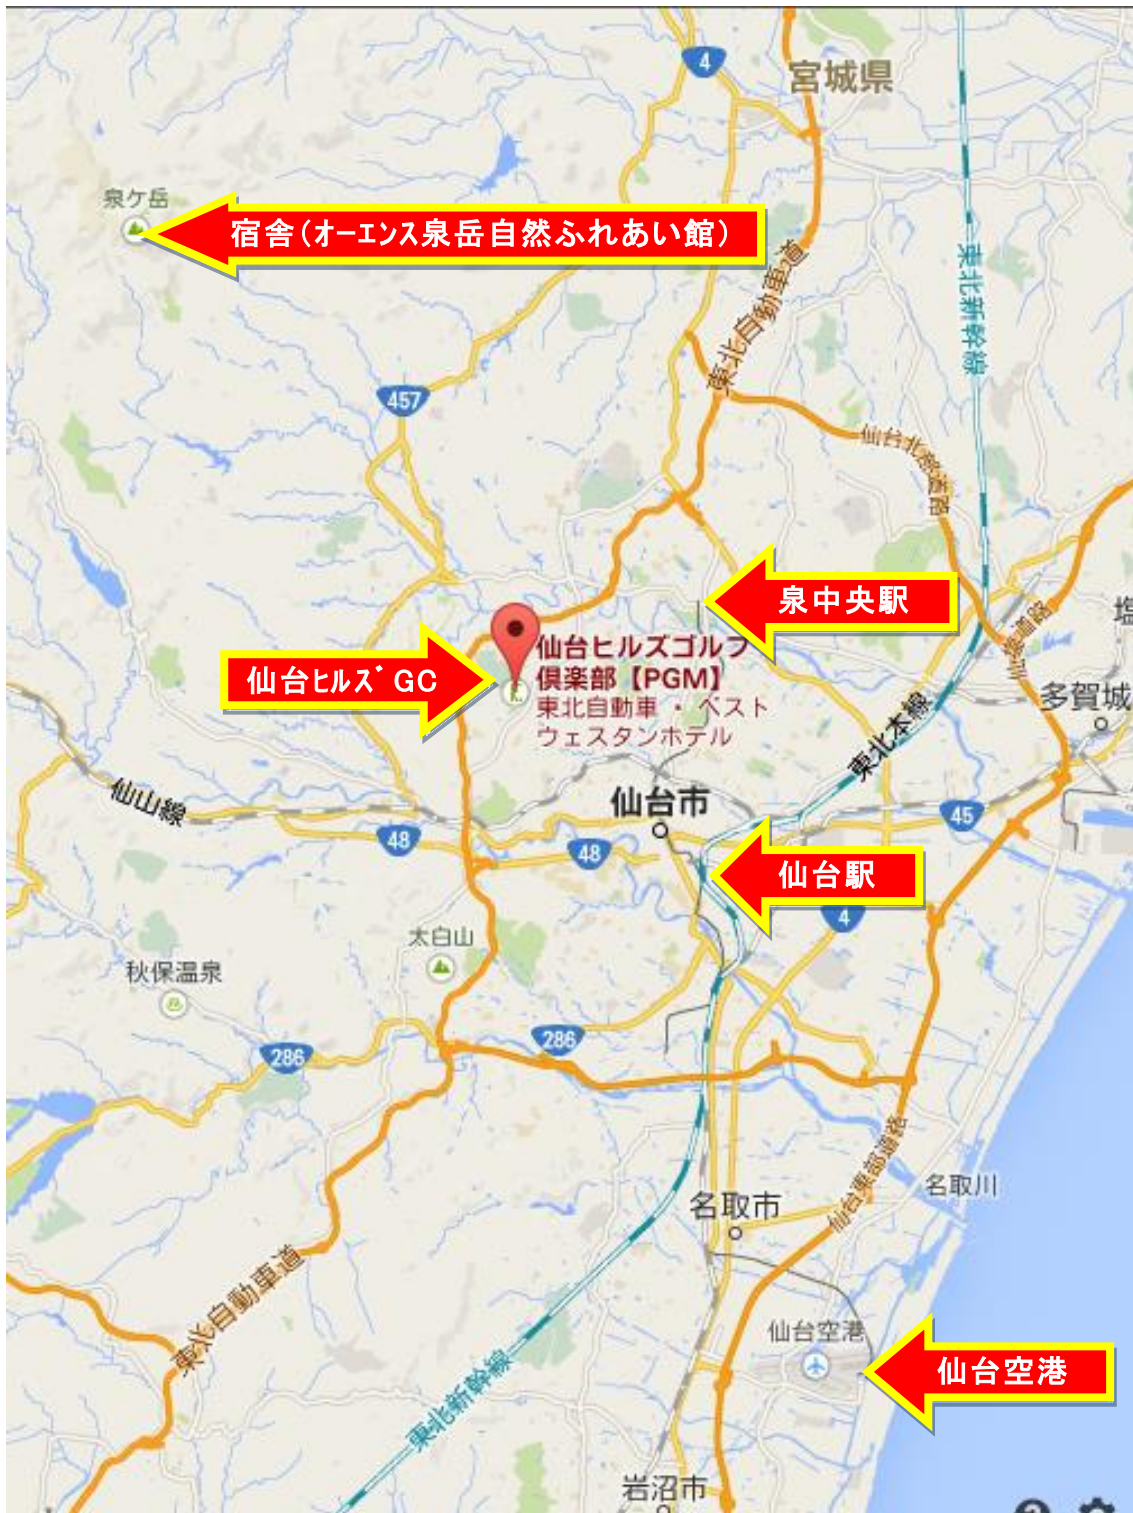 4
宮城県
泉ケ岳
宿舎(オーエンス泉岳自然ふれあい館)
東北新幹線
東北自動車道
457
仙台北部道路
泉中央駅
仙台ヒルズゴルフ
倶楽部【PGM】
東北自動車・ベスト
ウェスタンホテル
仙台ﾋﾙｽﾞ GC
塩
多賀城
東北本線
仙山線
仙台市
48
48
45
仙台駅
4
太白山
秋保温泉
286
286
仙台東部道路
名取川
名取市
東北自動車道
仙台空港
仙台空港
東北新幹線
岩沼市